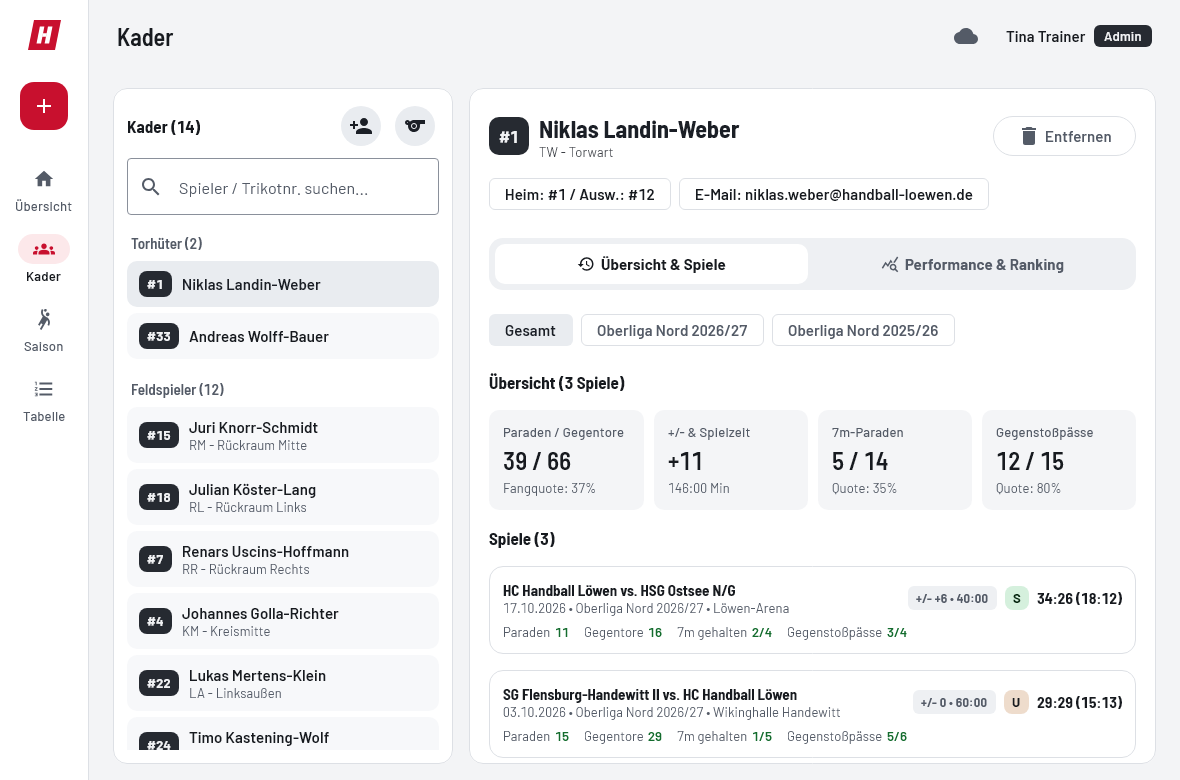 H
Kader
Tina Trainer Admin
Übersicht
Kader
Saison
Tabelle
Kader (14)
Spieler / Trikotnr. suchen...
Torhüter (2)
#1 Niklas Landin-Weber
#33 Andreas Wolff-Bauer
Feldspieler (12)
#15 Juri Knorr-Schmidt
RM - Rückraum Mitte
#18 Julian Köster-Lang
RL - Rückraum Links
#7 Renars Uscins-Hoffmann
RR - Rückraum Rechts
#4 Johannes Golla-Richter
KM - Kreismitte
#22 Lukas Mertens-Klein
LA - Linksaußen
#24 Timo Kastening-Wolf
#1 Niklas Landin-Weber
TW - Torwart
Entfernen
Heim: #1 / Ausw.: #12 E-Mail: niklas.weber@handball-loewen.de
Übersicht & Spiele Performance & Ranking
Gesamt Oberliga Nord 2026/27 Oberliga Nord 2025/26
Übersicht (3 Spiele)
Paraden / Gegentore
39 / 66
Fangquote: 37%
+/- & Spielzeit
+11
146:00 Min
7m-Paraden
5 / 14
Quote: 35%
Gegenstoßpässe
12 / 15
Quote: 80%
Spiele (3)
HC Handball Löwen vs. HSG Ostsee N/G
17.10.2026 • Oberliga Nord 2026/27 • Löwen-Arena
+/- +6 • 40:00 S 34:26 (18:12)
Paraden 11 Gegentore 16 7m gehalten 2/4 Gegenstoßpässe 3/4
SG Flensburg-Handewitt II vs. HC Handball Löwen
03.10.2026 • Oberliga Nord 2026/27 • Wikinghalle Handewitt
+/- 0 • 60:00 U 29:29 (15:13)
Paraden 15 Gegentore 29 7m gehalten 1/5 Gegenstoßpässe 5/6